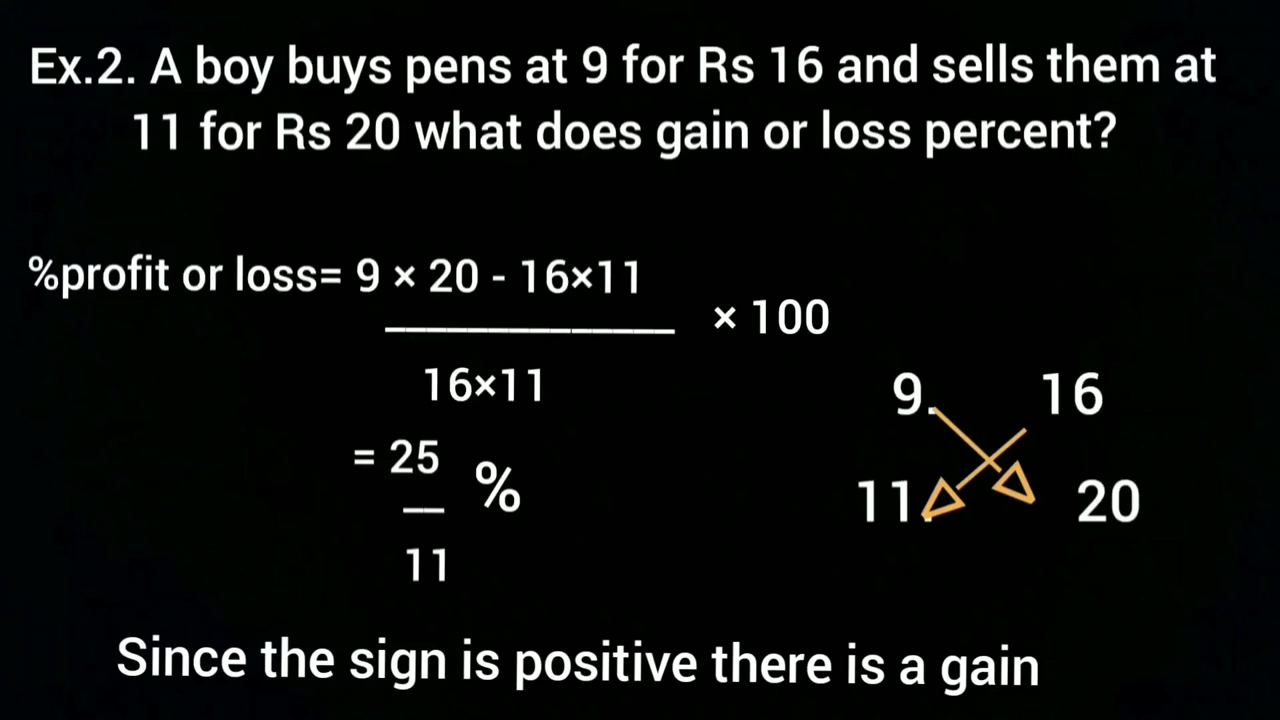 Ex.2. A boy buys pens at 9 for Rs 16 and sells them at
11 for Rs 20 what does gain or loss percent?
%profit or loss= 9 × 20 - 16×11
× 100
16×11
= 25
%
11
9. 16
11. 20
Since the sign is positive there is a gain